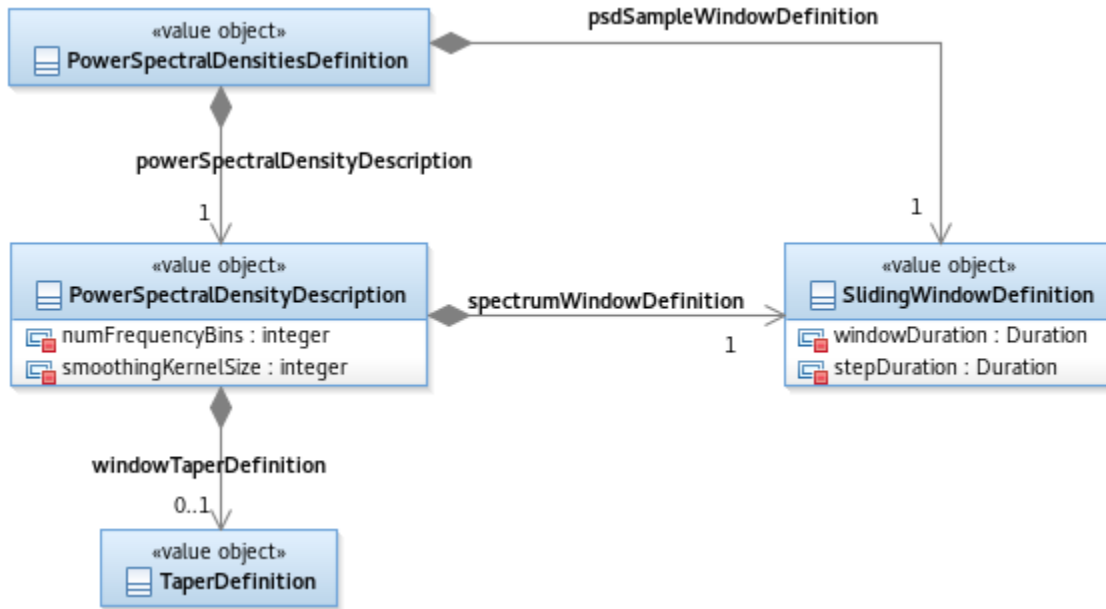 psdSampleWindowDefinition
«value object»
PowerSpectralDensitiesDefinition
powerSpectralDensityDescription
1
1
«value object»
PowerSpectralDensityDescription
numFrequencyBins : integer
smoothingKernelSize : integer
spectrumWindowDefinition
1
«value object»
SlidingWindowDefinition
windowDuration : Duration
stepDuration : Duration
windowTaperDefinition
0..1
«value object»
TaperDefinition